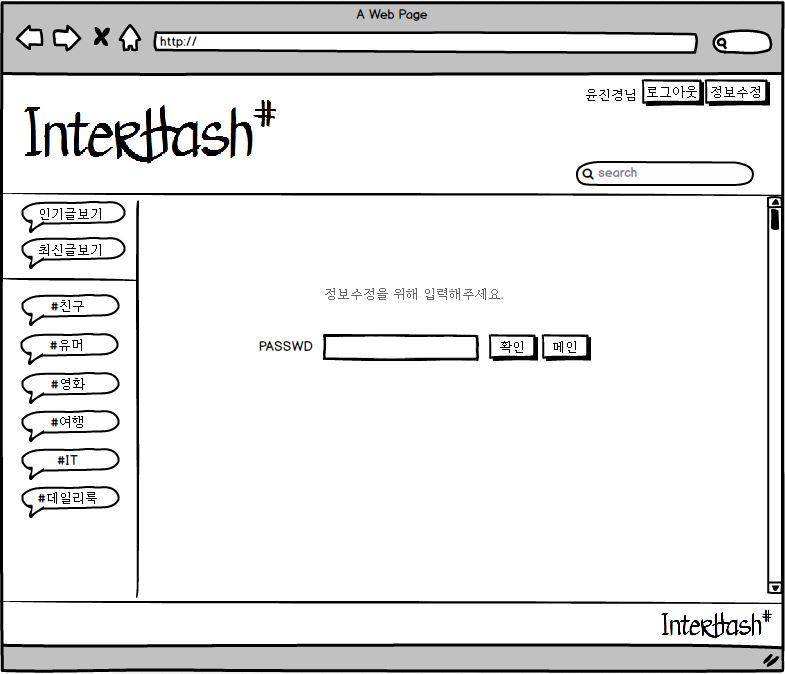 A Web Page
http://
윤진경님 로그아웃 정보수정
InterHash#
search
인기글보기
최신글보기
#친구
#유머
#영화
#여행
#IT
#데일리룩
정보수정을 위해 입력해주세요.
PASSWD 확인 메인
InterHash#